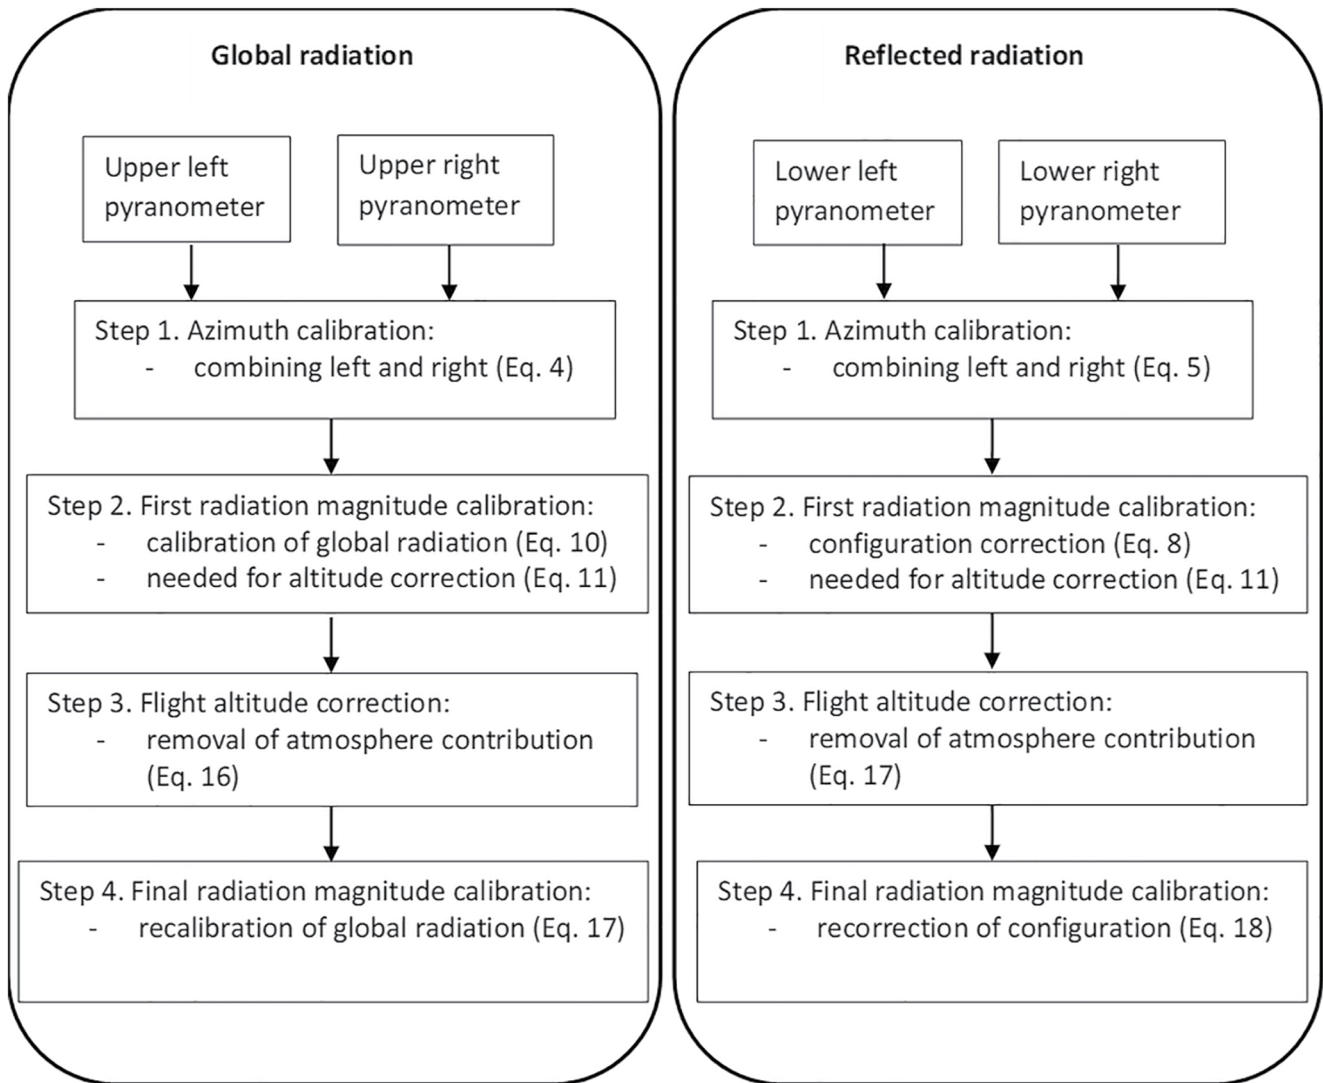 Global radiation
Upper left
pyranometer
Upper right
pyranometer
Step 1. Azimuth calibration:
- combining left and right (Eq. 4)
Step 2. First radiation magnitude calibration:
- calibration of global radiation (Eq. 10)
- needed for altitude correction (Eq. 11)
Step 3. Flight altitude correction:
- removal of atmosphere contribution
(Eq. 16)
Step 4. Final radiation magnitude calibration:
- recalibration of global radiation (Eq. 17)
Reflected radiation
Lower left
pyranometer
Lower right
pyranometer
Step 1. Azimuth calibration:
- combining left and right (Eq. 5)
Step 2. First radiation magnitude calibration:
- configuration correction (Eq. 8)
- needed for altitude correction (Eq. 11)
Step 3. Flight altitude correction:
- removal of atmosphere contribution
(Eq. 17)
Step 4. Final radiation magnitude calibration:
- recorrection of configuration (Eq. 18)